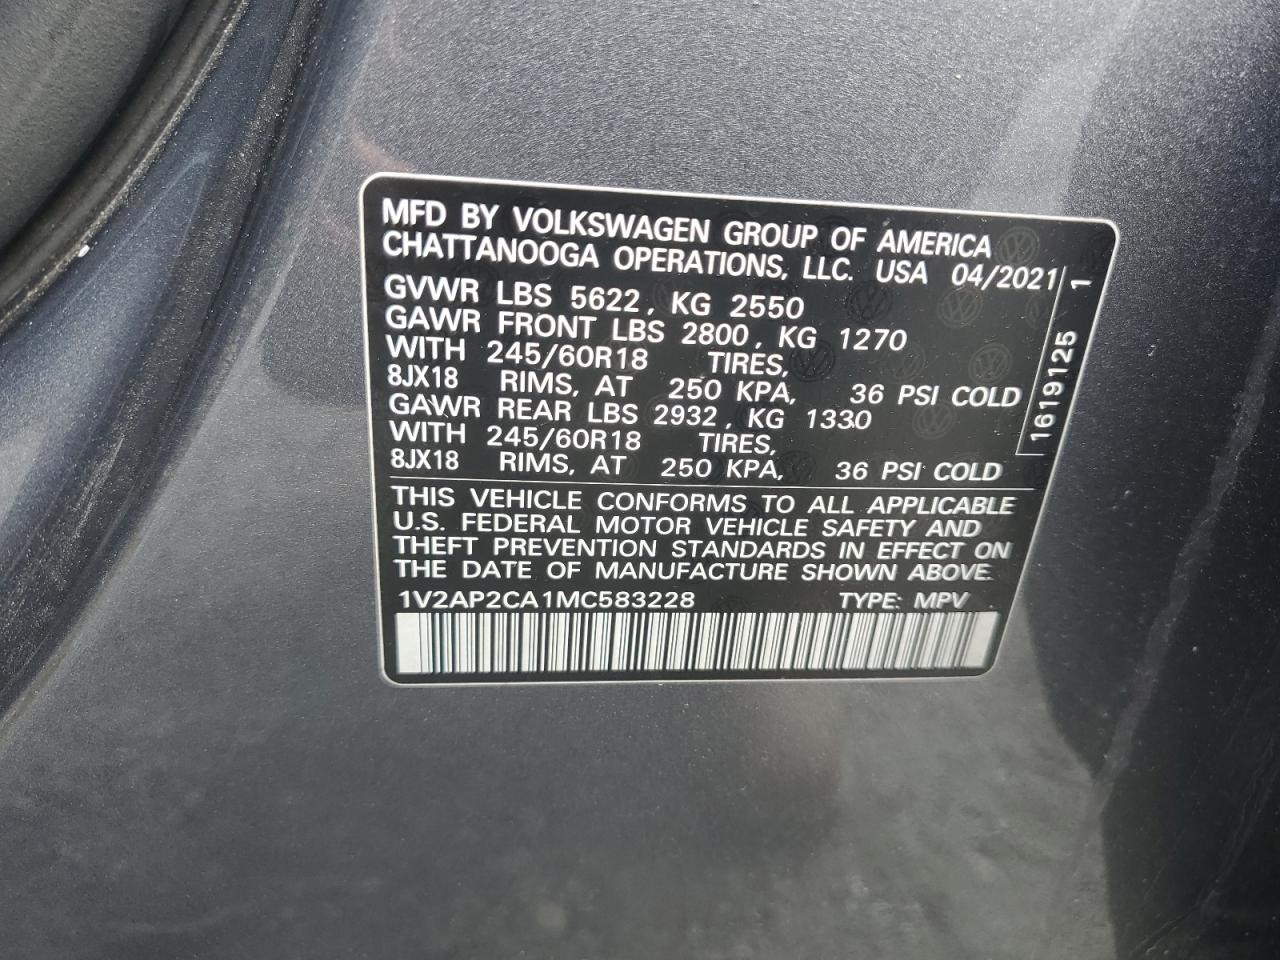 MFD BY VOLKSWAGEN GROUP OF AMERICA
CHATTANOOGA OPERATIONS, LLC. USA 04/2021
GVWR LBS 5622, KG 2550
GAWR FRONT LBS 2800, KG 1270
WITH 245/60R18 TIRES,
8JX18 RIMS, AT 250 KPA, 36 PSI COLD
GAWR REAR LBS 2932, KG 1330
WITH 245/60R18 TIRES,
8JX18 RIMS, AT 250 KPA, 36 PSI COLD
1619125 1
THIS VEHICLE CONFORMS TO ALL APPLICABLE
U.S. FEDERAL MOTOR VEHICLE SAFETY AND
THEFT PREVENTION STANDARDS IN EFFECT ON
THE DATE OF MANUFACTURE SHOWN ABOVE.
1V2AP2CA1MC583228 TYPE: MPV